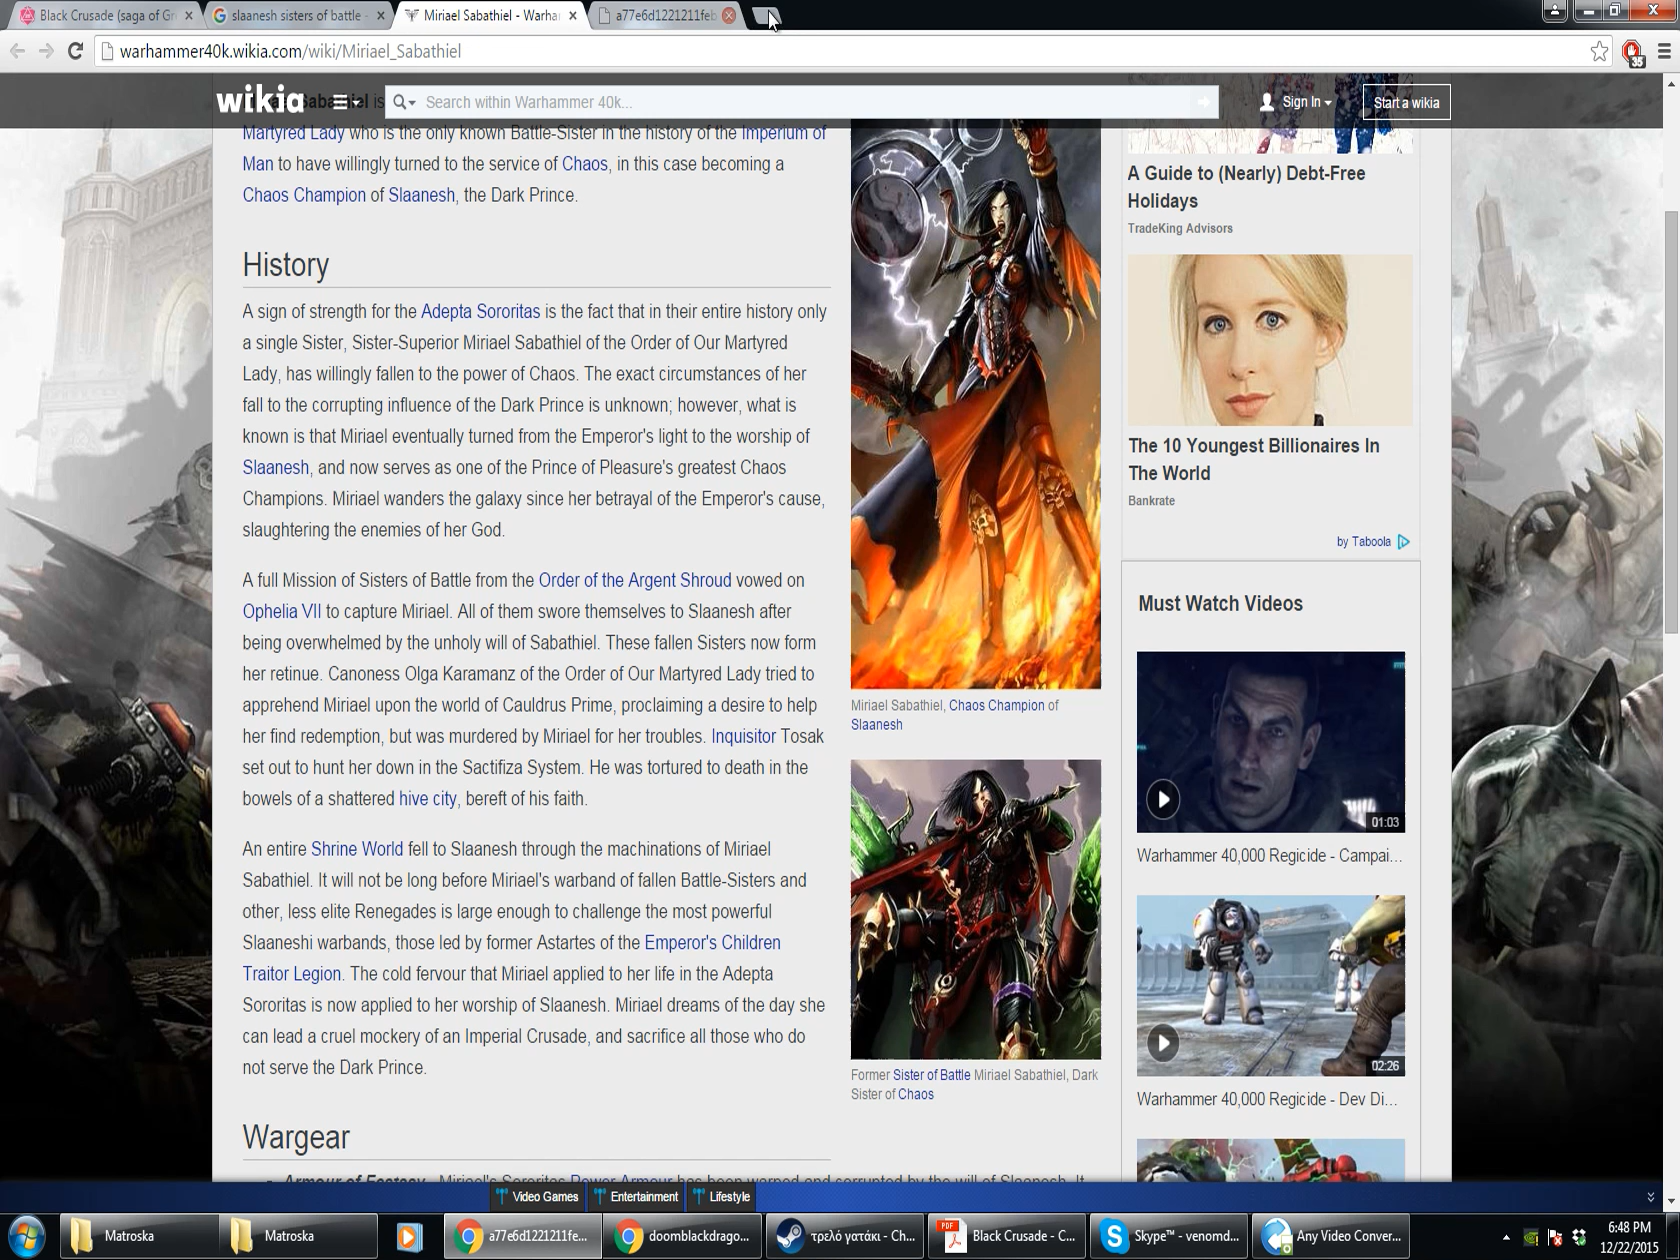 Black Crusade (saga of Gr
slaanesh sisters of battle -
Miriael Sabathiel - Warha
a77e6d1221211feb
warhammer40k.wikia.com/wiki/Miriael_Sabathiel
35
wikia
Search within Warhammer 40k...
Sign In
Start a wikia
Martyred Lady who is the only known Battle-Sister in the history of the Imperium of
Man to have willingly turned to the service of Chaos, in this case becoming a
Chaos Champion of Slaanesh, the Dark Prince.
History
A sign of strength for the Adepta Sororitas is the fact that in their entire history only
a single Sister, Sister-Superior Miriael Sabathiel of the Order of Our Martyred
Lady, has willingly fallen to the power of Chaos. The exact circumstances of her
fall to the corrupting influence of the Dark Prince is unknown; however, what is
known is that Miriael eventually turned from the Emperor's light to the worship of
Slaanesh, and now serves as one of the Prince of Pleasure's greatest Chaos
Champions. Miriael wanders the galaxy since her betrayal of the Emperor's cause,
slaughtering the enemies of her God.
A full Mission of Sisters of Battle from the Order of the Argent Shroud vowed on
Ophelia VII to capture Miriael. All of them swore themselves to Slaanesh after
being overwhelmed by the unholy will of Sabathiel. These fallen Sisters now form
her retinue. Canoness Olga Karamanz of the Order of Our Martyred Lady tried to
apprehend Miriael upon the world of Cauldrus Prime, proclaiming a desire to help
her find redemption, but was murdered by Miriael for her troubles. Inquisitor Tosak
set out to hunt her down in the Sactifiza System. He was tortured to death in the
bowels of a shattered hive city, bereft of his faith.
An entire Shrine World fell to Slaanesh through the machinations of Miriael
Sabathiel. It will not be long before Miriael's warband of fallen Battle-Sisters and
other, less elite Renegades is large enough to challenge the most powerful
Slaaneshi warbands, those led by former Astartes of the Emperor's Children
Traitor Legion. The cold fervour that Miriael applied to her life in the Adepta
Sororitas is now applied to her worship of Slaanesh. Miriael dreams of the day she
can lead a cruel mockery of an Imperial Crusade, and sacrifice all those who do
not serve the Dark Prince.
Wargear
Armour of Ecstasy - Miriael's Sororitas Power Armour has been warped and corrupted by the will of Slaanesh. It
Miriael Sabathiel, Chaos Champion of
Slaanesh
Former Sister of Battle Miriael Sabathiel, Dark
Sister of Chaos
A Guide to (Nearly) Debt-Free
Holidays
TradeKing Advisors
The 10 Youngest Billionaires In
The World
Bankrate
by Taboola
Must Watch Videos
01:03
Warhammer 40,000 Regicide - Campai...
02:26
Warhammer 40,000 Regicide - Dev Di...
Video Games
Entertainment
Lifestyle
Matroska
Matroska
a77e6d1221211fe...
doomblackdrago...
τρελό γατάκι - Ch...
PDF
Black Crusade - C...
Skype™ - venomd...
Any Video Conver...
6:48 PM
12/22/2015